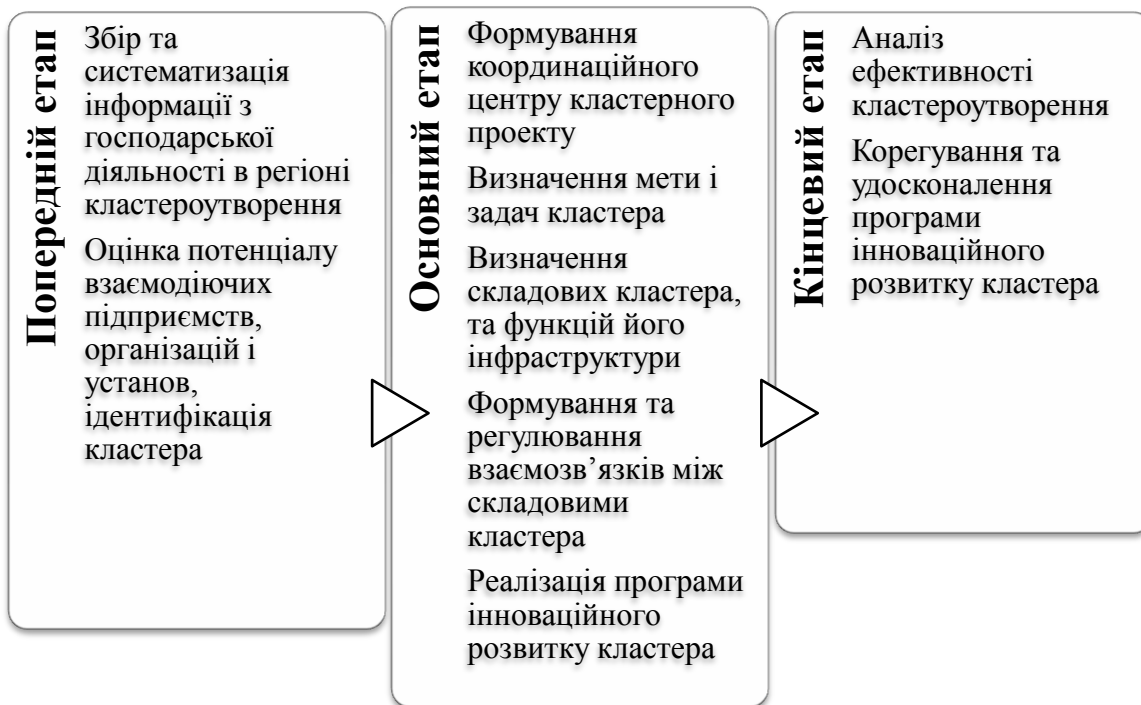 Попередній етап
Збір та
систематизація
інформації з
господарської
діяльності в регіоні
кластероутворення
Оцінка потенціалу
взаємодіючих
підприємств,
організацій і
установ,
ідентифікація
кластера
Основний етап
Формування
координаційного
центру кластерного
проекту
Визначення мети і
задач кластера
Визначення
складових кластера,
та функцій його
інфраструктури
Формування та
регулювання
взаємозв’язків між
складовими
кластера
Реалізація програми
інноваційного
розвитку кластера
Кінцевий етап
Аналіз
ефективності
кластероутворення
Корегування та
удосконалення
програми
інноваційного
розвитку кластера